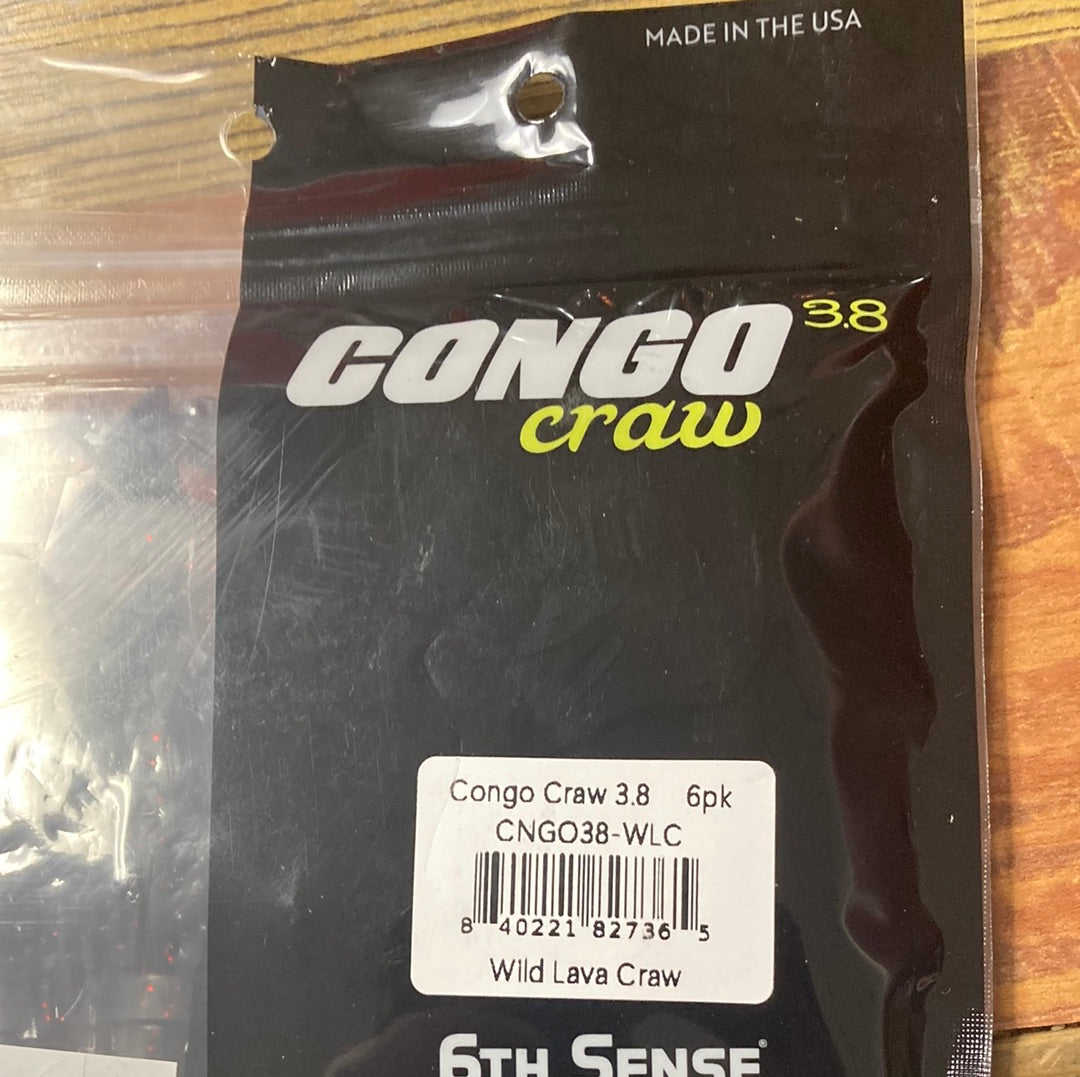 MADE IN THE USA
CONGO 3.8
craw
Congo Craw 3.8 6pk
CNGO38-WLC
8 40221 82736 5
Wild Lava Craw
6TH SENSE®